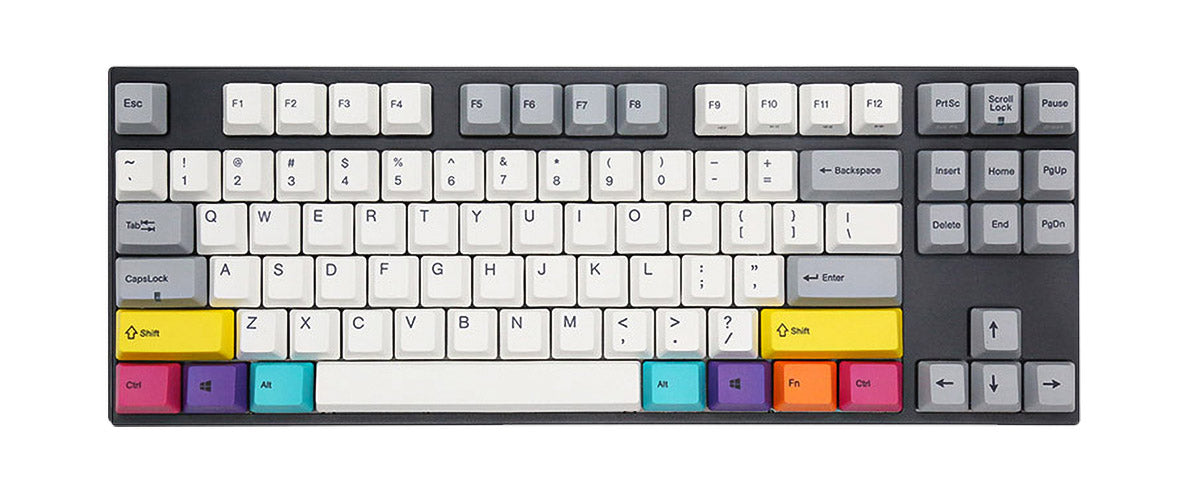 Esc F1 F2 F3 F4 F5 F6 F7 F8 F9 F10 F11 F12 PrtSc Scroll Lock Pause
~ ! @ # $ % ^ & * ( ) – +
` 1 2 3 4 5 6 7 8 9 0 - = ←Backspace Insert Home PgUp
Tab Q W E R T Y U I O P { } |
[ ] \ Delete End PgDn
CapsLock A S D F G H J K L : ”
; , ↵ Enter
⇧ Shift Z X C V B N M < > ?
, . / ⇧ Shift ↑
Ctrl Alt Alt Fn Ctrl ← ↓ →